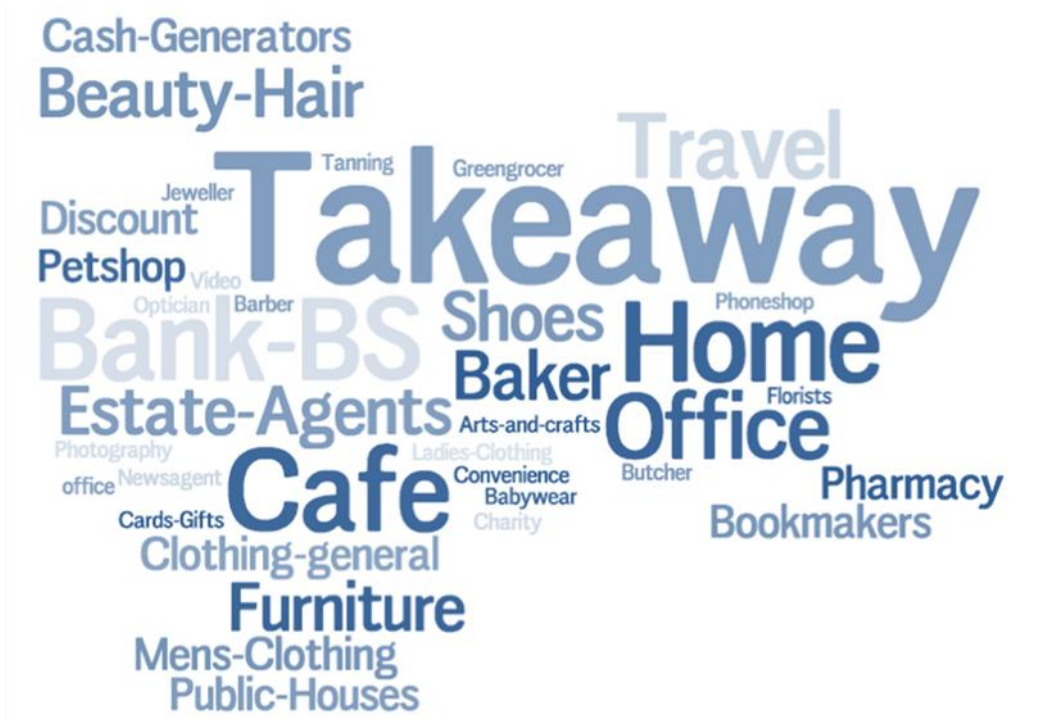 Cash-Generators
Beauty-Hair
Travel
Takeaway
Tanning
Greengrocer
Jeweller
Discount
Petshop
Video
Optician
Barber
Bank-BS
Shoes
Phoneshop
Home
Baker
Estate-Agents
Florists
Office
Arts-and-crafts
Photography
Ladies-Clothing
Cafe
office
Newsagent
Convenience
Butcher
Pharmacy
Babywear
Cards-Gifts
Charity
Bookmakers
Clothing-general
Furniture
Mens-Clothing
Public-Houses